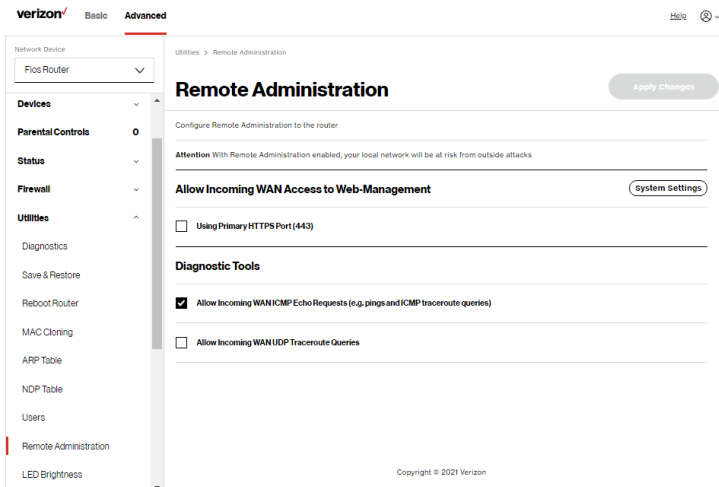 verizon✓ Basic Advanced Help
Network Device
Fios Router
Devices
Parental Controls 0
Status
Firewall
Utilities
Diagnostics
Save & Restore
Reboot Router
MAC Cloning
ARP Table
NDP Table
Users
Remote Administration
LED Brightness
Utilities > Remote Administration
Remote Administration
Apply Changes
Configure Remote Administration to the router
Attention With Remote Administration enabled, your local network will be at risk from outside attacks
Allow Incoming WAN Access to Web-Management
System Settings
Using Primary HTTPS Port (443)
Diagnostic Tools
Allow Incoming WAN ICMP Echo Requests (e.g. pings and ICMP traceroute queries)
Allow Incoming WAN UDP Traceroute Queries
Copyright © 2021 Verizon